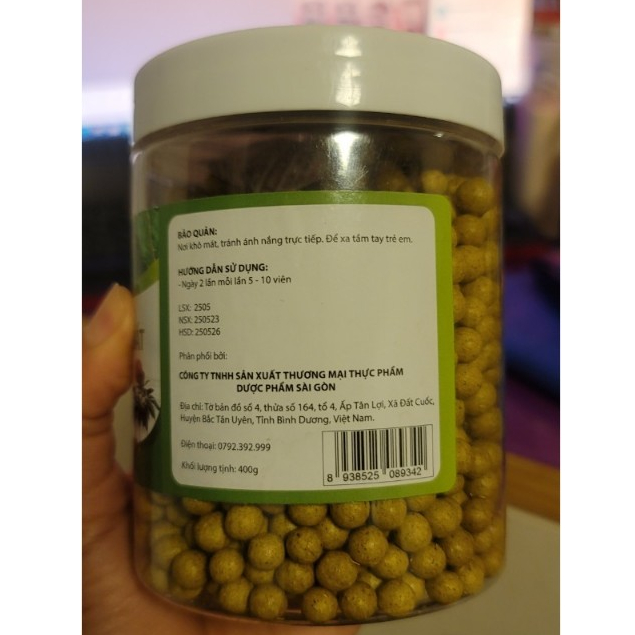 BẢO QUẢN:
Nơi khô mát, tránh ánh nắng trực tiếp. Để xa tầm tay trẻ em.
HƯỚNG DẪN SỬ DỤNG:
- Ngày 2 lần mỗi lần 5 - 10 viên
LSX: 2505
NSX: 250523
HSD: 250526
Phân phối bởi:
CÔNG TY TNHH SẢN XUẤT THƯƠNG MẠI THỰC PHẨM
DƯỢC PHẨM SÀI GÒN
Địa chỉ: Tờ bản đồ số 4, thửa số 164, tổ 4, Ấp Tân Lợi, Xã Đất Cuốc,
Huyện Bắc Tân Uyên, Tỉnh Bình Dương, Việt Nam.
Điện thoại: 0792.392.999
Khối lượng tịnh: 400g
8 938525 089342